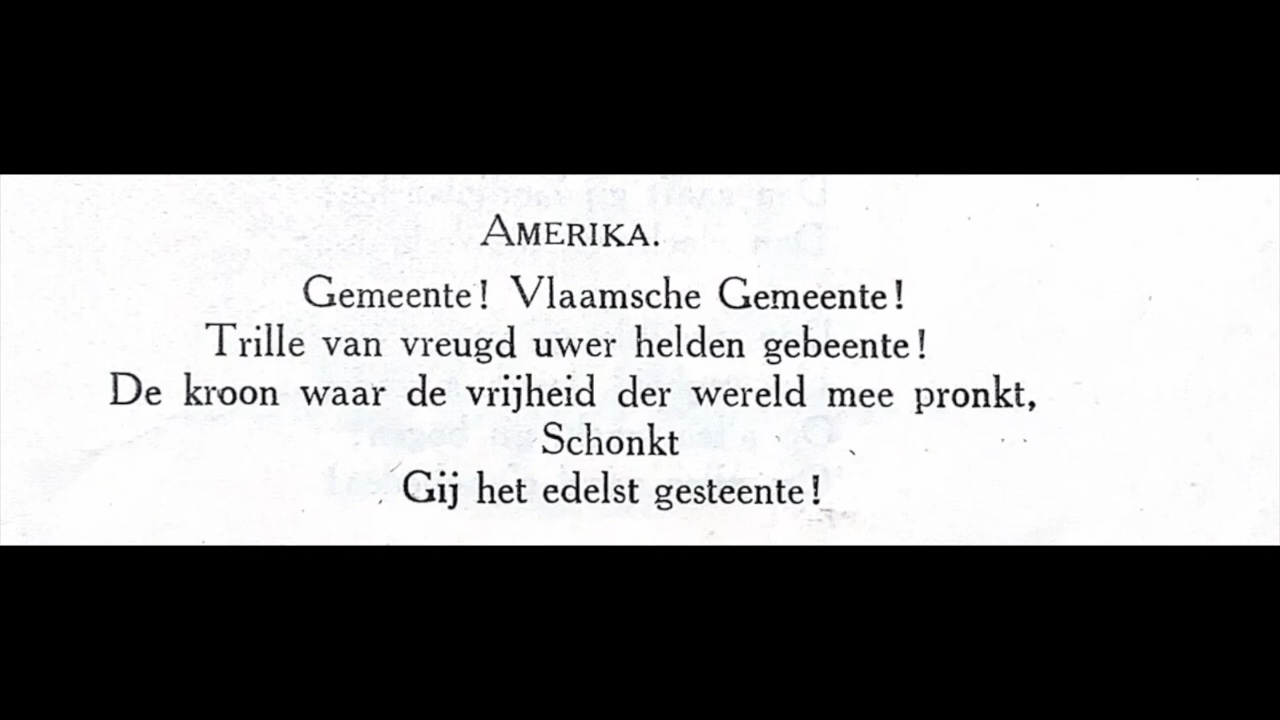 AMERIKA.
Gemeente! Vlaamsche Gemeente!
Trille van vreugd uwer helden gebeente!
De kroon waar de vrijheid der wereld mee pronkt,
Schonkt
Gij het edelst gesteente!